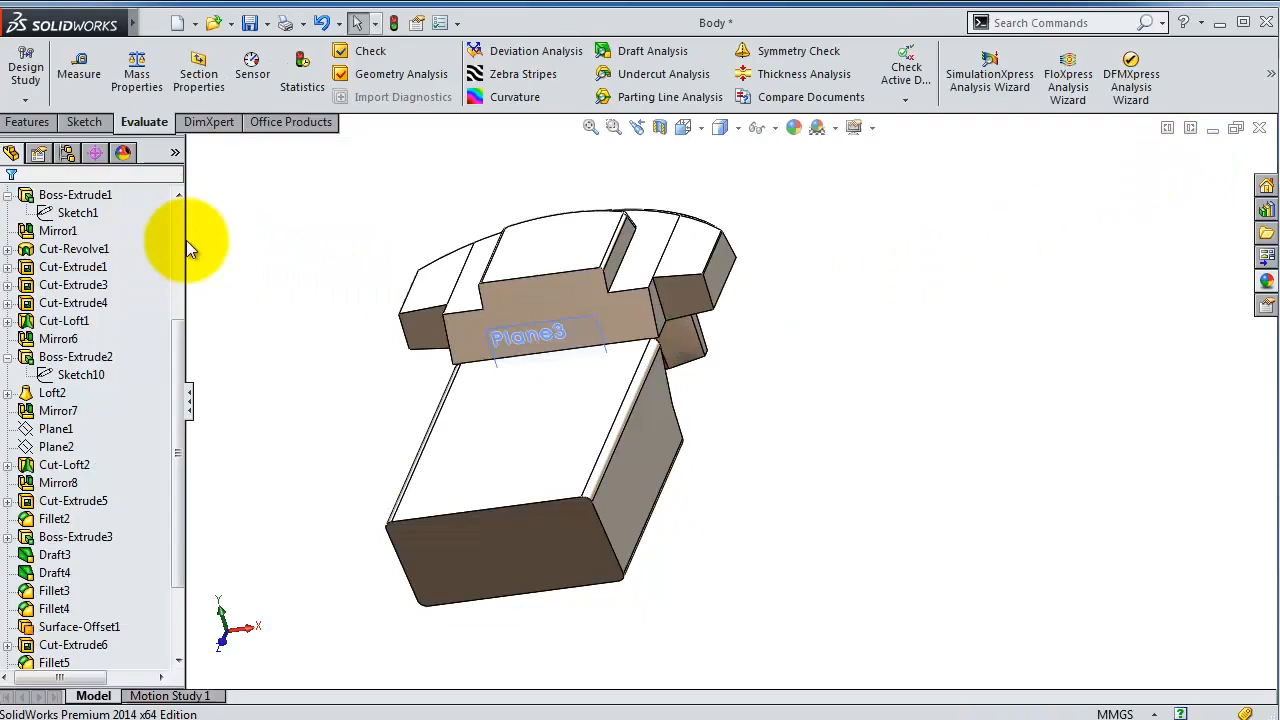 SOLIDWORKS
Body *
Search Commands
Design Study
Measure
Mass Properties
Section Properties
Sensor
Statistics
Check
Geometry Analysis
Import Diagnostics
Deviation Analysis
Zebra Stripes
Curvature
Draft Analysis
Undercut Analysis
Parting Line Analysis
Symmetry Check
Thickness Analysis
Compare Documents
Check Active D...
SimulationXpress Analysis Wizard
FloXpress Analysis Wizard
DFMXpress Analysis Wizard
Features
Sketch
Evaluate
DimXpert
Office Products
Boss-Extrude1
Sketch1
Mirror1
Cut-Revolve1
Cut-Extrude1
Cut-Extrude3
Cut-Extrude4
Cut-Loft1
Mirror6
Boss-Extrude2
Sketch10
Loft2
Mirror7
Plane1
Plane2
Cut-Loft2
Mirror8
Cut-Extrude5
Fillet2
Boss-Extrude3
Draft3
Draft4
Fillet3
Fillet4
Surface-Offset1
Cut-Extrude6
Fillet5
Plane3
Y
X
Z
Model
Motion Study 1
SolidWorks Premium 2014 x64 Edition
MMGS